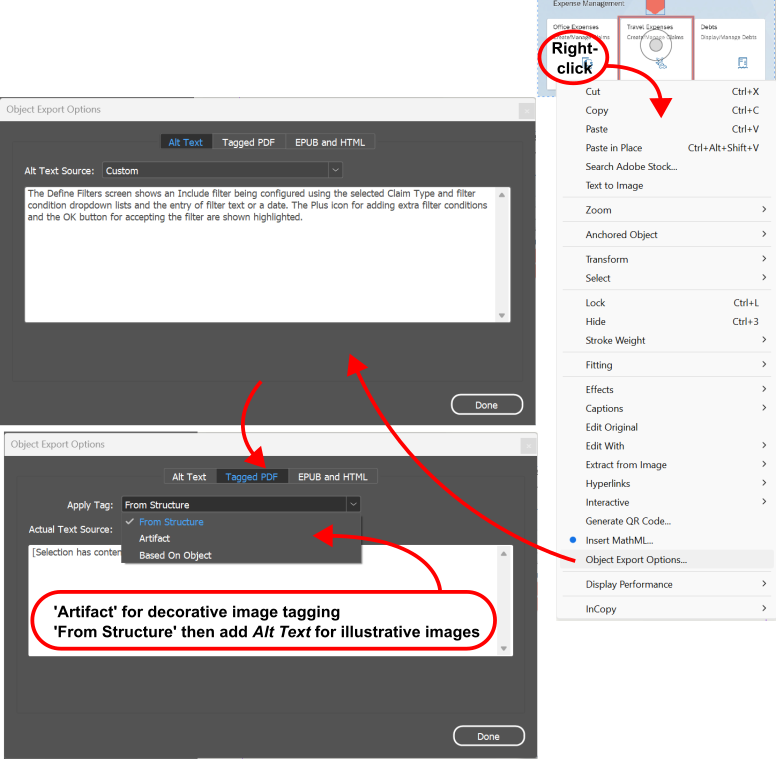 Expense Management
Office Expenses
Create/Manage Claims
Travel Expenses
Create/Manage Claims
Debts
Display/Manage Debts
Right-
click
Cut Ctrl+X
Copy Ctrl+C
Paste Ctrl+V
Paste in Place Ctrl+Alt+Shift+V
Search Adobe Stock...
Text to Image
Zoom
Anchored Object
Transform
Select
Lock Ctrl+L
Hide Ctrl+3
Stroke Weight
Fitting
Effects
Captions
Edit Original
Edit With
Extract from Image
Hyperlinks
Interactive
Generate QR Code...
Insert MathML...
Object Export Options...
Display Performance
InCopy
Object Export Options
Alt Text Tagged PDF EPUB and HTML
Alt Text Source: Custom
The Define Filters screen shows an Include filter being configured using the selected Claim Type and filter
condition dropdown lists and the entry of filter text or a date. The Plus icon for adding extra filter conditions
and the OK button for accepting the filter are shown highlighted.
Done
Object Export Options
Alt Text Tagged PDF EPUB and HTML
Apply Tag: From Structure
From Structure
Actual Text Source:
Artifact
[Selection has conten
Based On Object
'Artifact' for decorative image tagging
'From Structure' then add Alt Text for illustrative images
Done